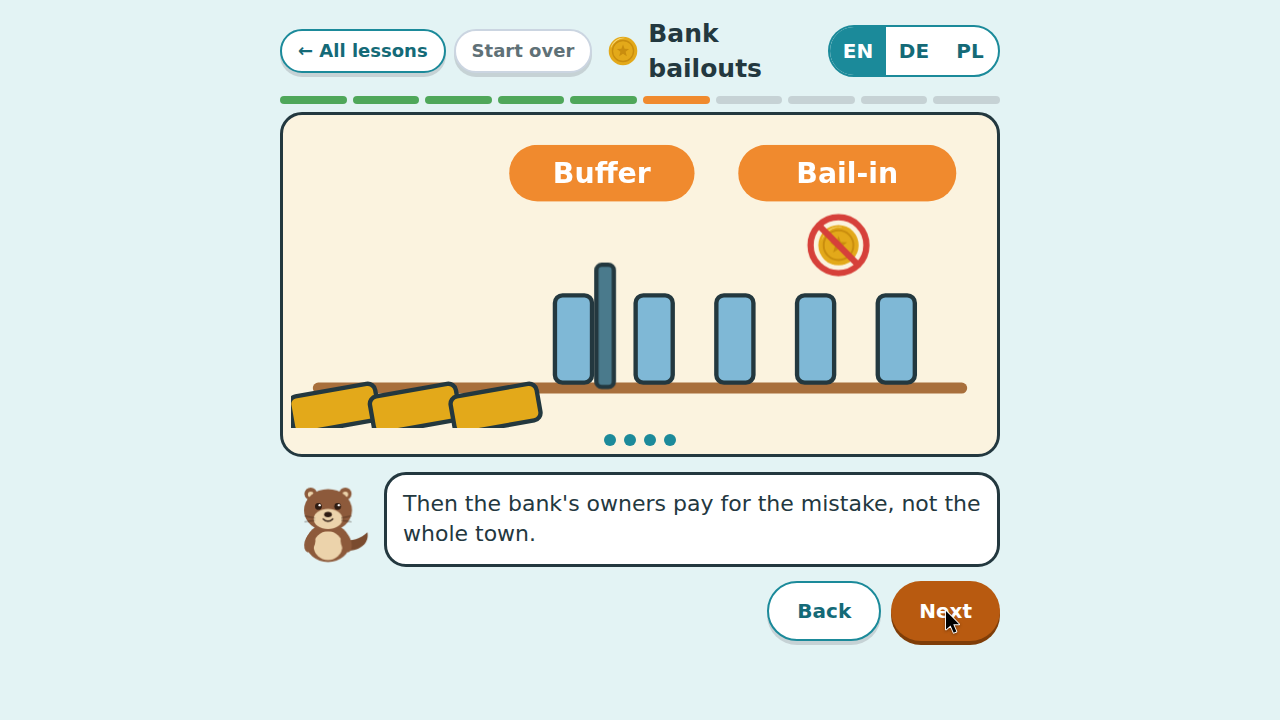 ← All lessons
Start over
Bank
bailouts
EN DE PL
Buffer
Bail-in
Then the bank's owners pay for the mistake, not the
whole town.
Back
Next